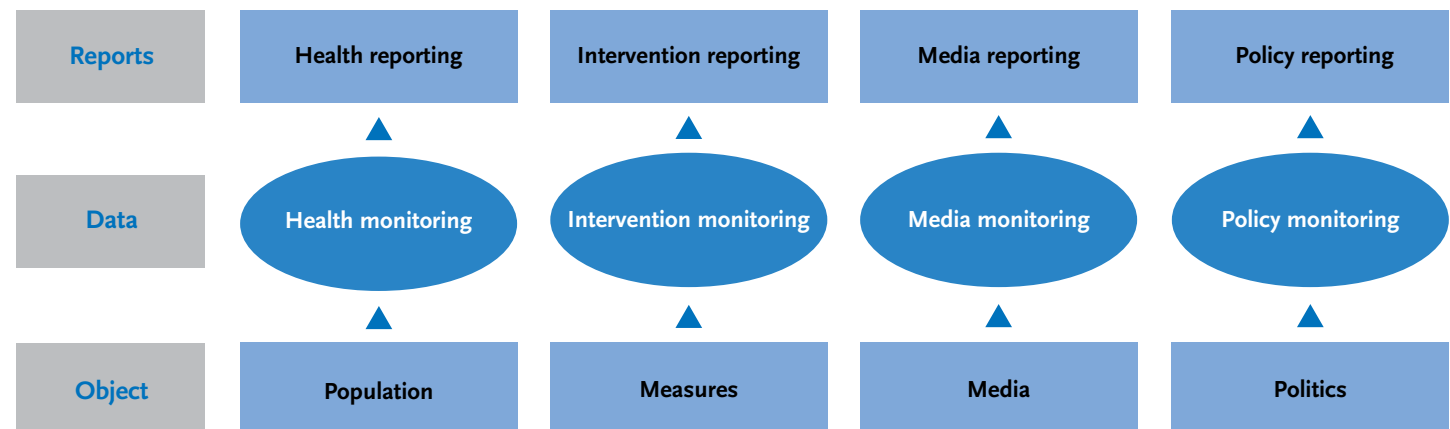 Reports
Health reporting
Intervention reporting
Media reporting
Policy reporting
Data
Health monitoring
Intervention monitoring
Media monitoring
Policy monitoring
Object
Population
Measures
Media
Politics